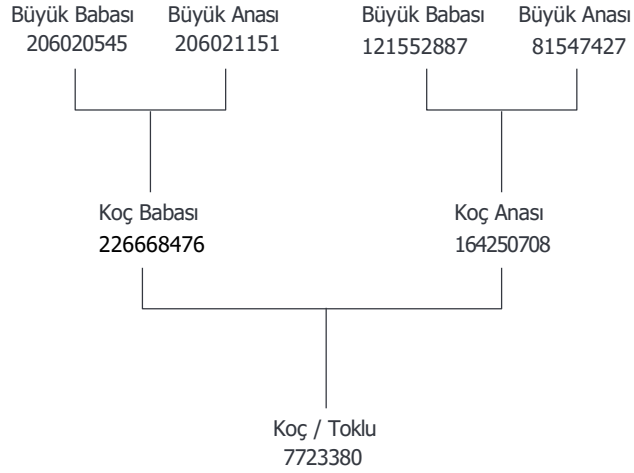 Büyük Babası Büyük Anası Büyük Babası Büyük Anası
206020545 206021151 121552887 81547427
Koç Babası Koç Anası
226668476 164250708
Koç / Toklu
7723380